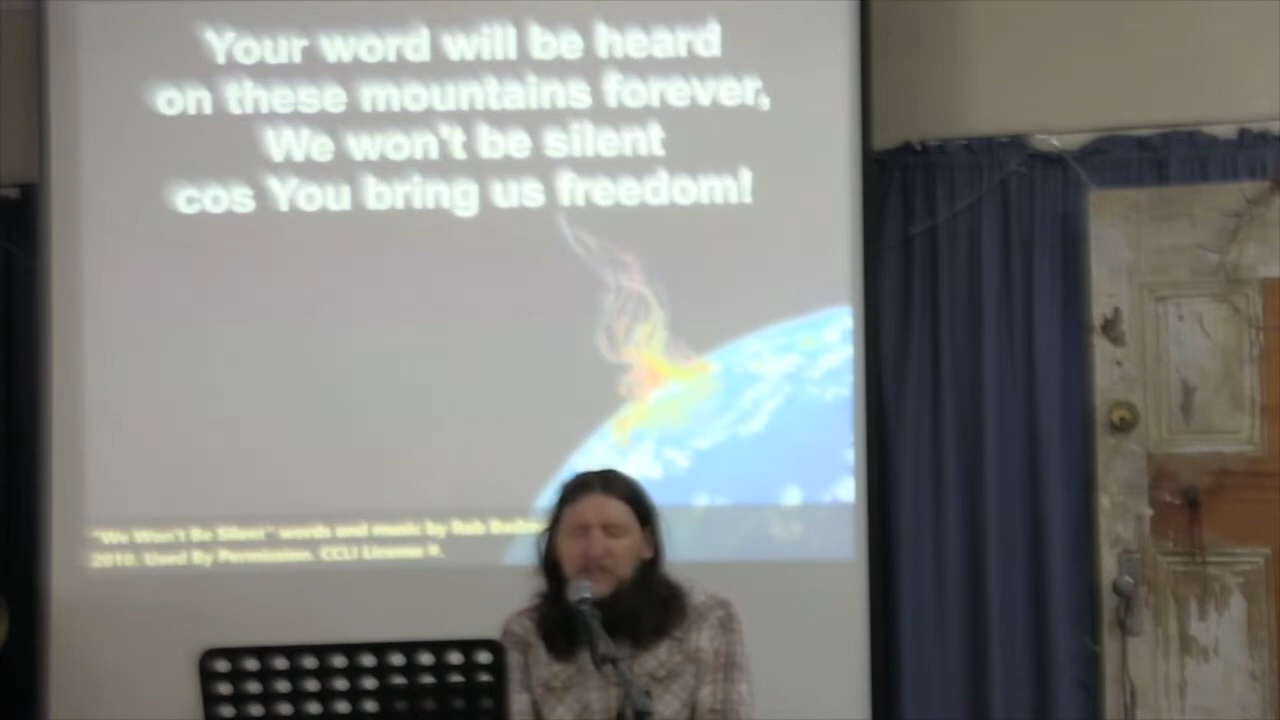 Your word will be heard
on these mountains forever,
We won't be silent
cos You bring us freedom!
"We Won't Be Silent" words and music by Rob
2010. Used By Permission. CCLI License #.